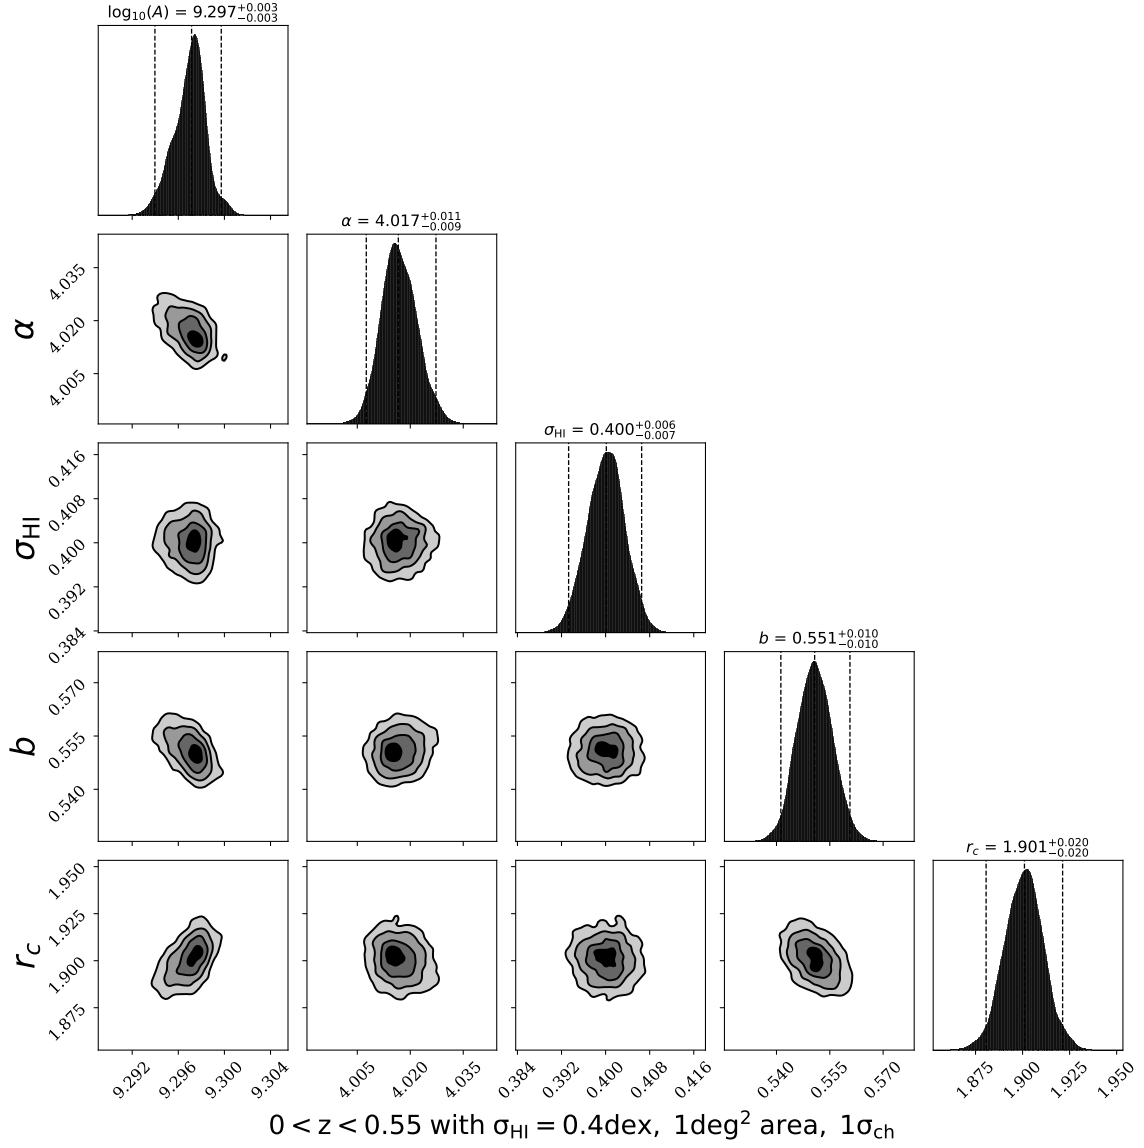 log₁₀(A) = 9.297⁺⁰·⁰⁰³₋₀.₀₀₃
α = 4.017⁺⁰·⁰¹¹₋₀.₀₀₉
4.035
4.020
4.005
α
σHI = 0.400⁺⁰·⁰⁰⁶₋₀.₀₀₇
0.416
0.408
0.400
0.392
0.384
σHI
b = 0.551⁺⁰·⁰¹⁰₋₀.₀₁₀
0.570
0.555
0.540
b
r_c = 1.901⁺⁰·⁰²⁰₋₀.₀₂₀
1.950
1.925
1.900
1.875
r_c
9.292 9.296 9.300 9.304 4.005 4.020 4.035 0.384 0.392 0.400 0.408 0.416 0.540 0.555 0.570 1.875 1.900 1.925 1.950
0 < z < 0.55 with σHI = 0.4dex, 1deg² area, 1σch